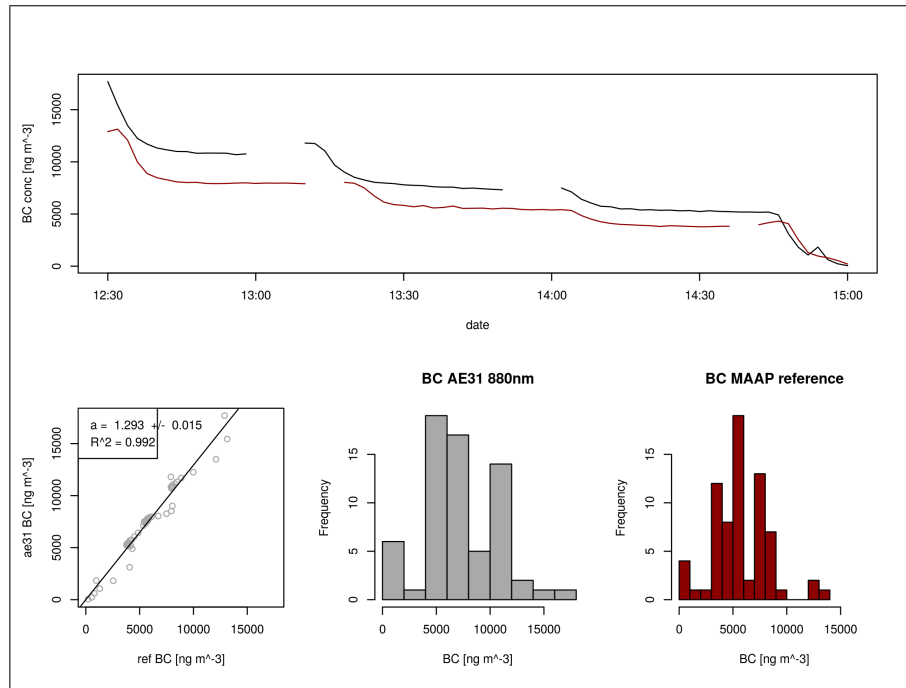 BC conc [ng m^-3]
0 5000 10000 15000
12:30 13:00 13:30 14:00 14:30 15:00
date
a = 1.293 +/- 0.015
R^2 = 0.992
ae31 BC [ng m^-3]
0 5000 10000 15000
0 5000 10000 15000
ref BC [ng m^-3]
BC AE31 880nm
Frequency
0 5 10 15
0 5000 10000 15000
BC [ng m^-3]
BC MAAP reference
Frequency
0 5 10 15
0 5000 10000 15000
BC [ng m^-3]